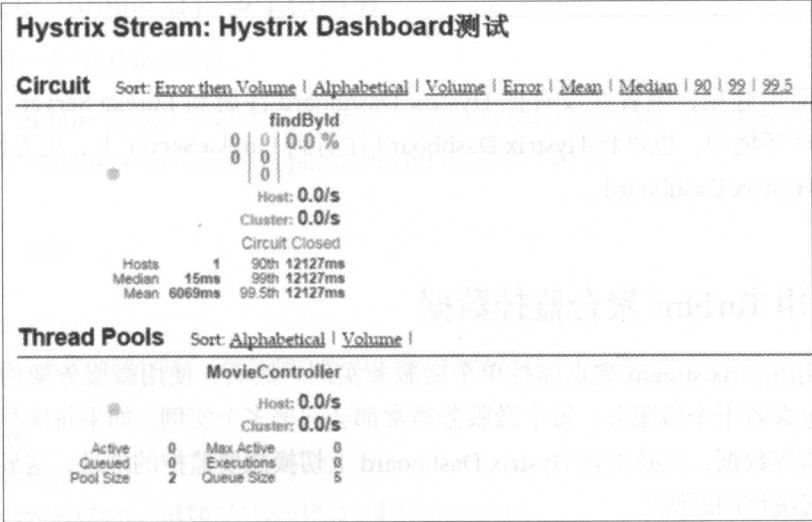 Hystrix Stream: Hystrix Dashboard测试
Circuit Sort: Error then Volume | Alphabetical | Volume | Error | Mean | Median | 90 | 99 | 99.5
findById
0 0 0.0 %
0 0
0
Host: 0.0/s
Cluster: 0.0/s
Circuit Closed
Hosts 1 90th 12127ms
Median 15ms 99th 12127ms
Mean 6069ms 99.5th 12127ms
Thread Pools Sort: Alphabetical | Volume |
MovieController
Host: 0.0/s
Cluster: 0.0/s
Active 0 Max Active 0
Queued 0 Executions 0
Pool Size 2 Queue Size 5